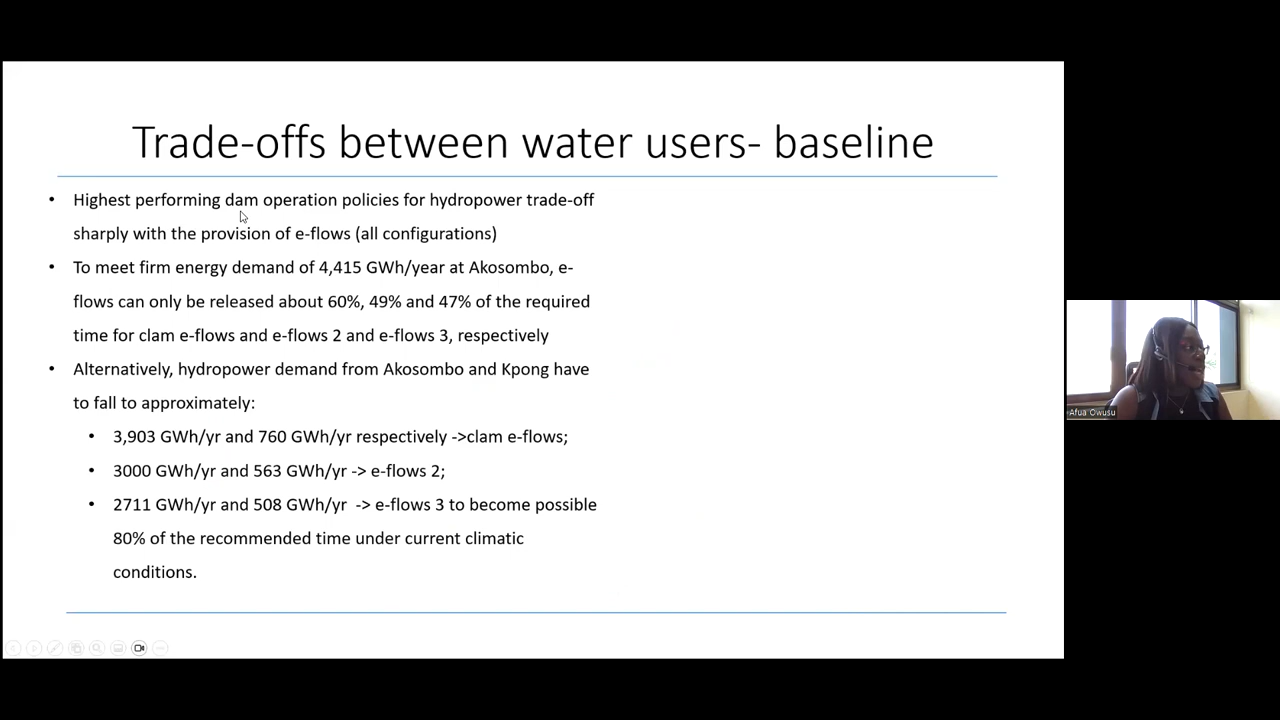 Trade-offs between water users- baseline
• Highest performing dam operation policies for hydropower trade-off
sharply with the provision of e-flows (all configurations)
• To meet firm energy demand of 4,415 GWh/year at Akosombo, e-
flows can only be released about 60%, 49% and 47% of the required
time for clam e-flows and e-flows 2 and e-flows 3, respectively
• Alternatively, hydropower demand from Akosombo and Kpong have
to fall to approximately:
• 3,903 GWh/yr and 760 GWh/yr respectively ->clam e-flows;
• 3000 GWh/yr and 563 GWh/yr -> e-flows 2;
• 2711 GWh/yr and 508 GWh/yr -> e-flows 3 to become possible
80% of the recommended time under current climatic
conditions.
Afua Owusu